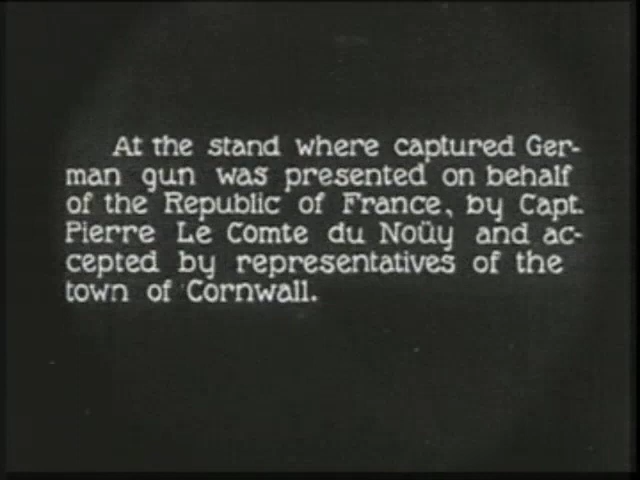 At the stand where captured Ger-
man gun was presented on behalf
of the Republic of France, by Capt.
Pierre Le Comte du Noüy and ac-
cepted by representatives of the
town of Cornwall.